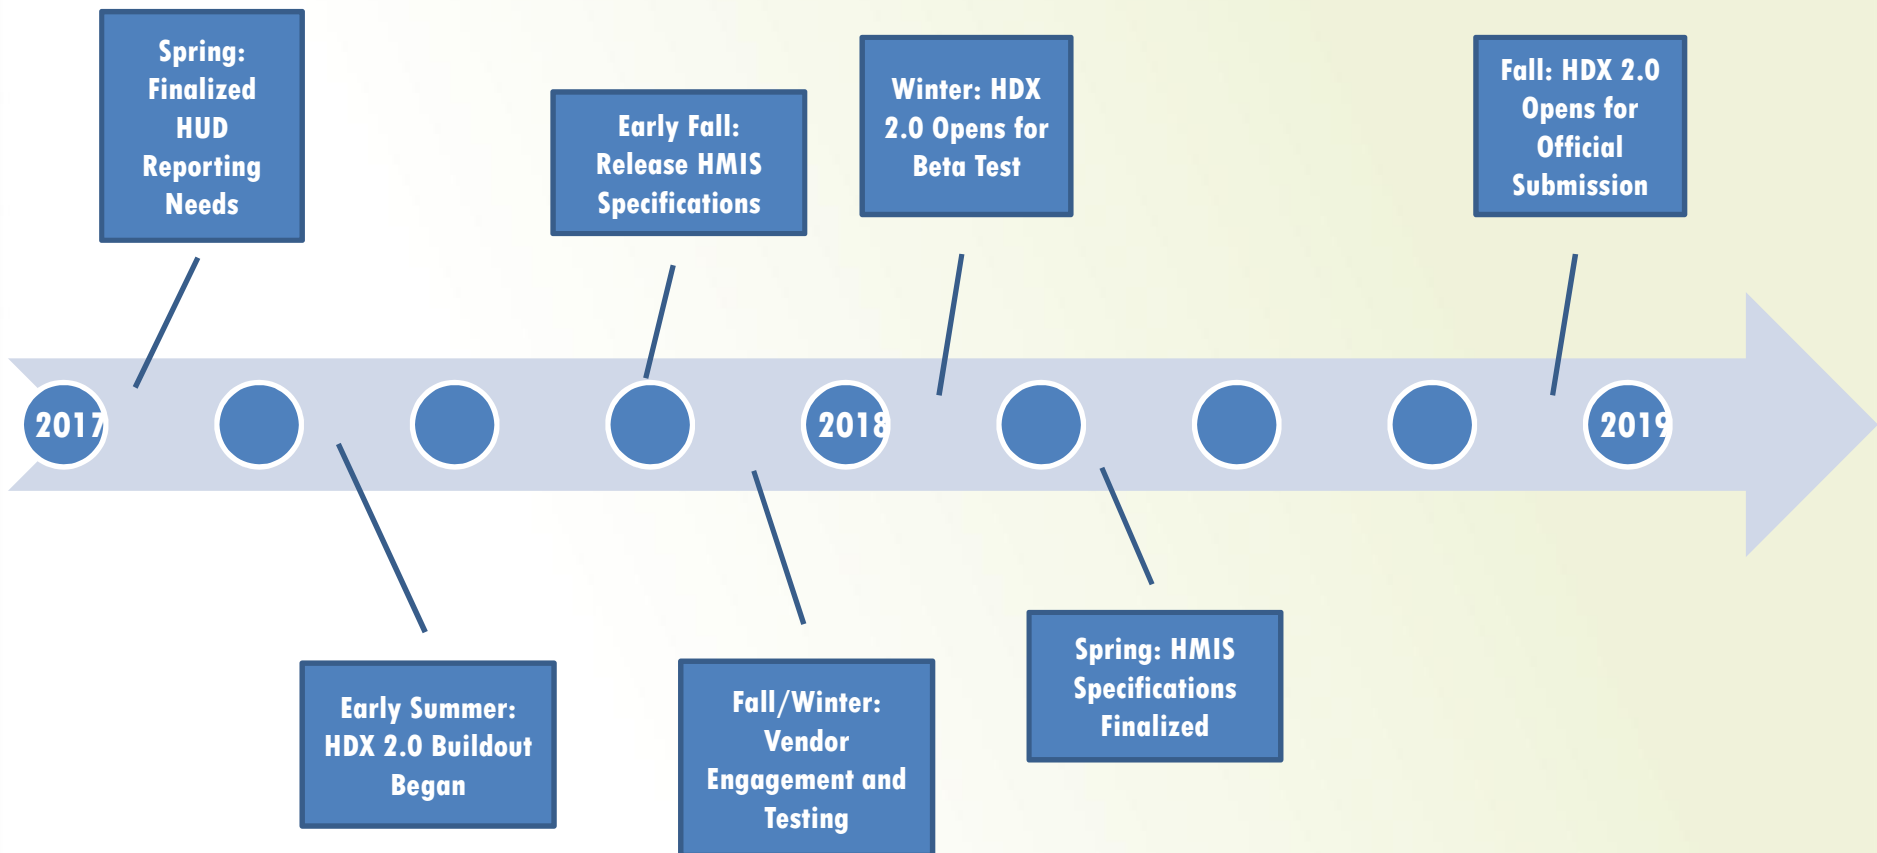 Spring:
Finalized
HUD
Reporting
Needs
Early Fall:
Release HMIS
Specifications
Winter: HDX
2.0 Opens for
Beta Test
Fall: HDX 2.0
Opens for
Official
Submission
2017
2018
2019
Early Summer:
HDX 2.0 Buildout
Began
Fall/Winter:
Vendor
Engagement and
Testing
Spring: HMIS
Specifications
Finalized